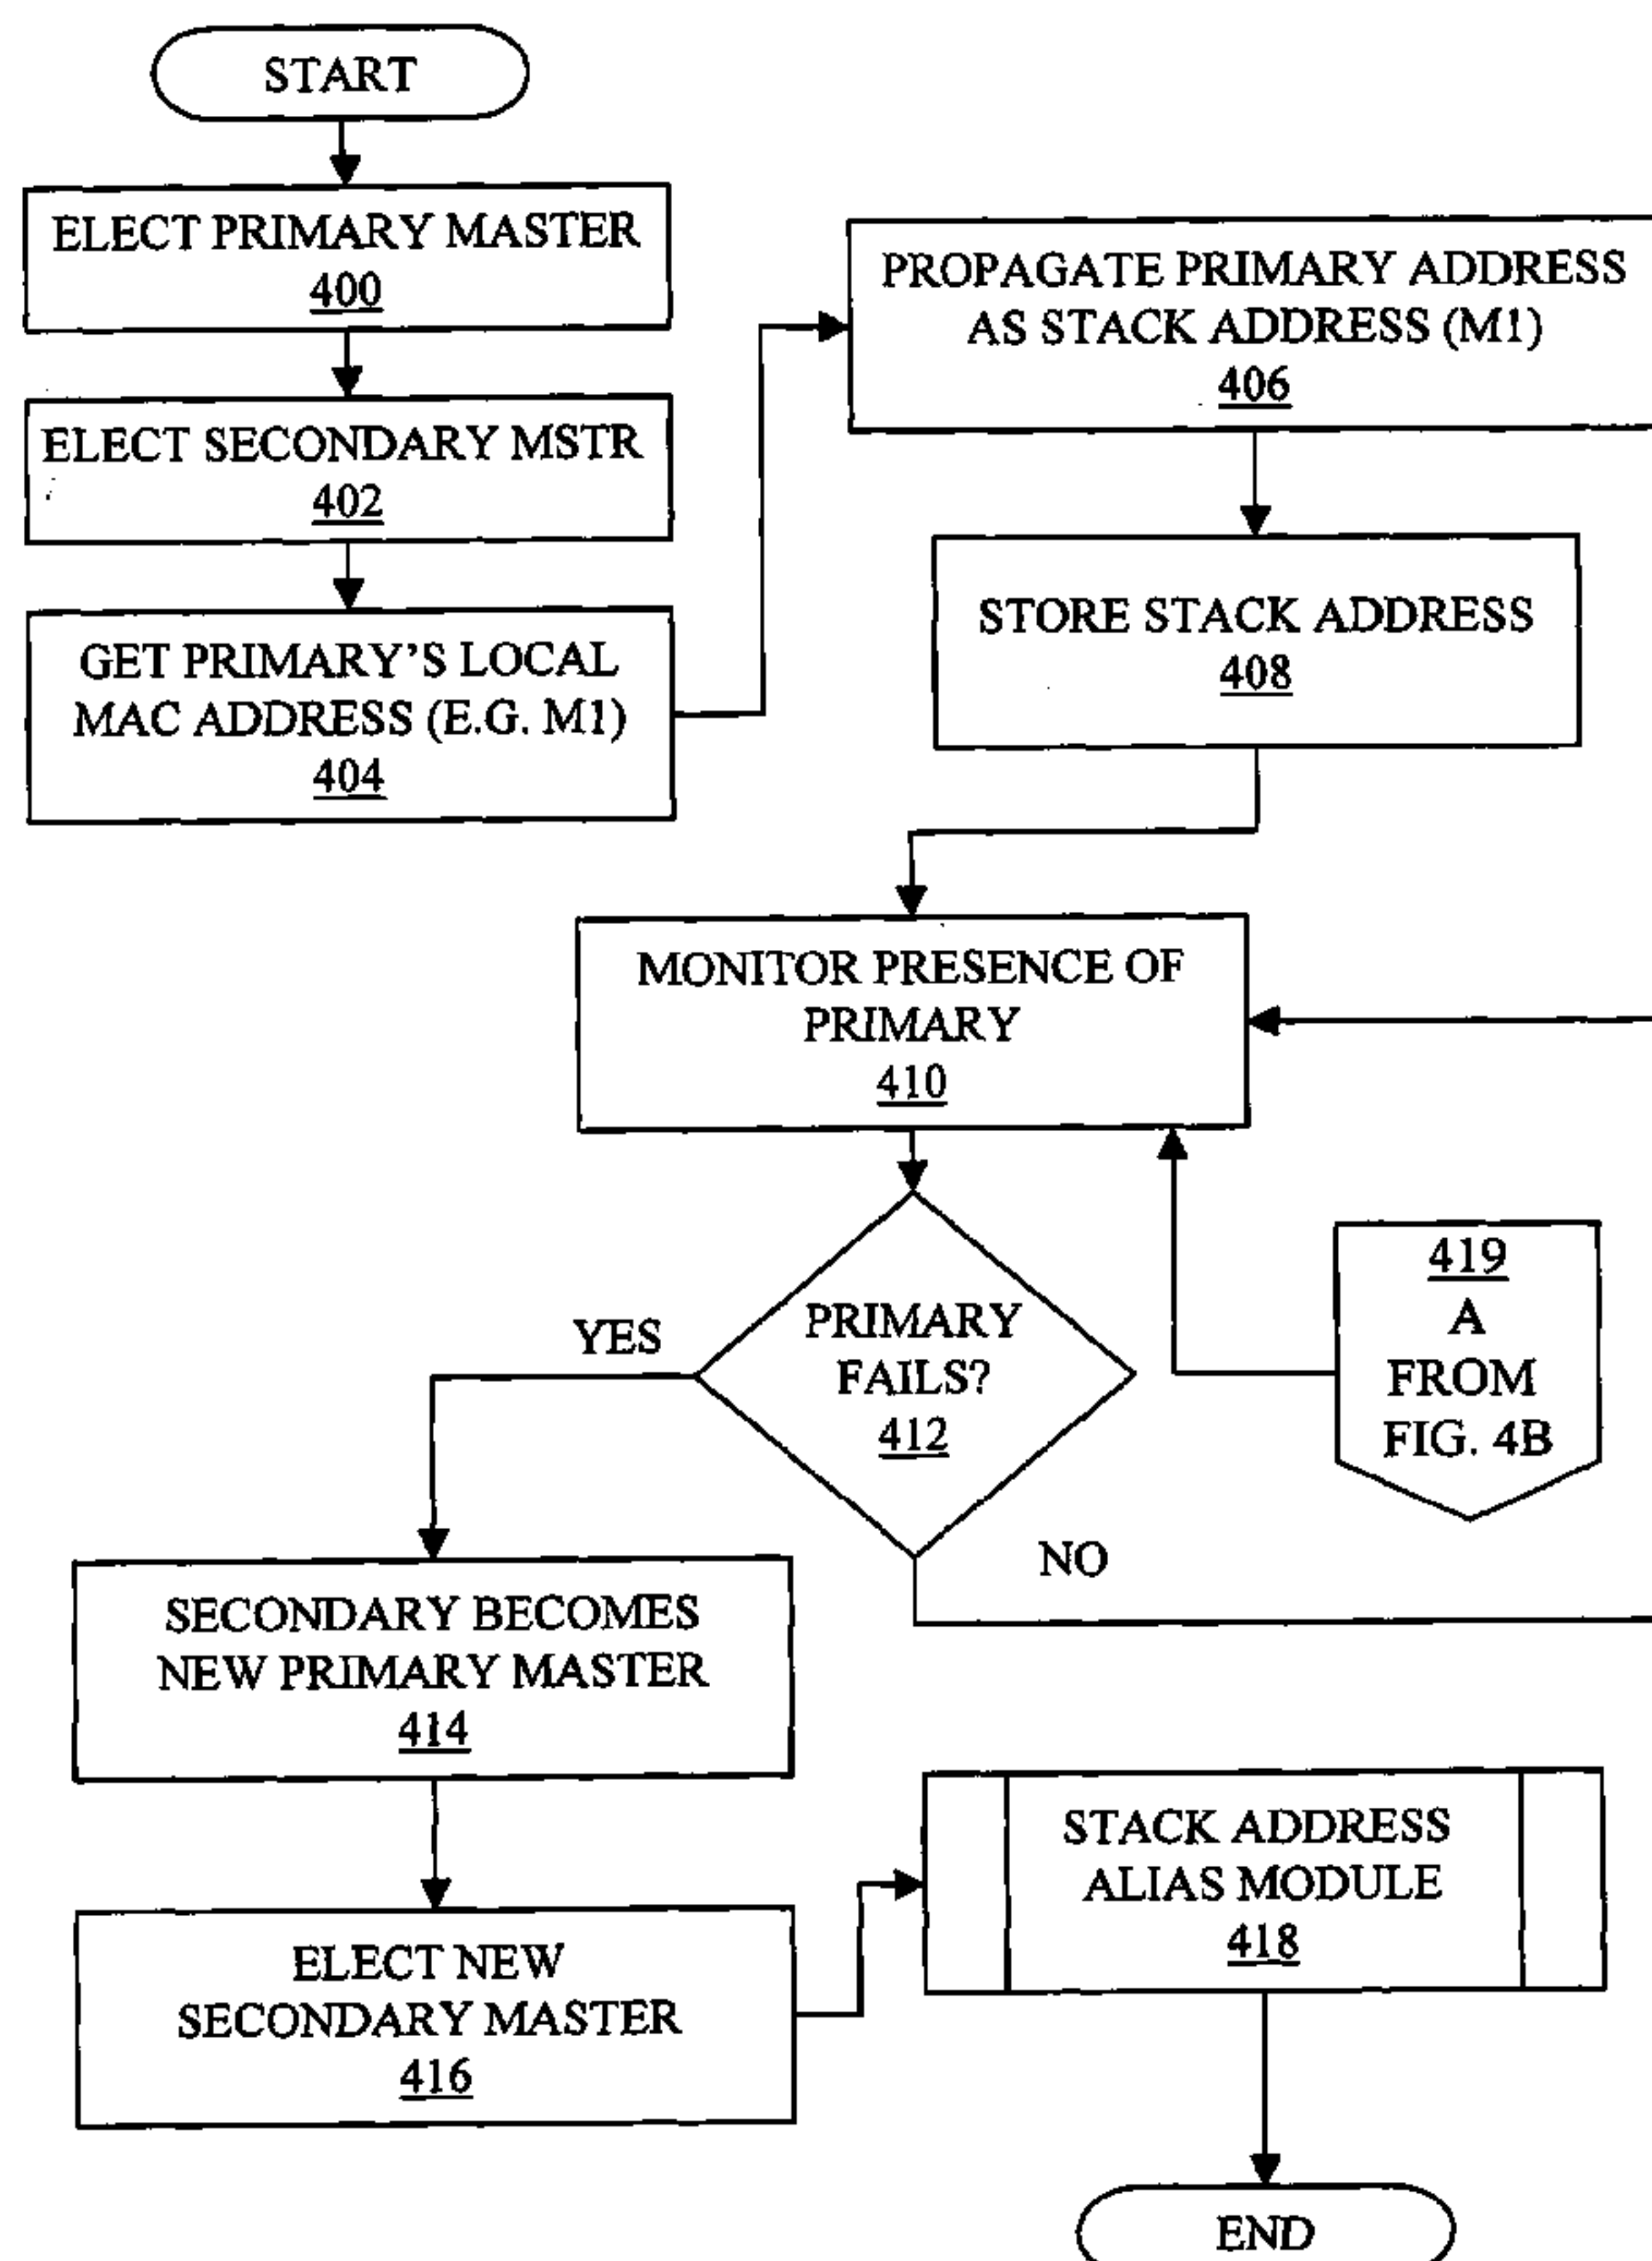 START
ELECT PRIMARY MASTER
400
ELECT SECONDARY MSTR
402
GET PRIMARY'S LOCAL
MAC ADDRESS (E.G. M1)
404
PROPAGATE PRIMARY ADDRESS
AS STACK ADDRESS (M1)
406
STORE STACK ADDRESS
408
MONITOR PRESENCE OF
PRIMARY
410
PRIMARY
FAILS?
412
YES
NO
419
A
FROM
FIG. 4B
SECONDARY BECOMES
NEW PRIMARY MASTER
414
ELECT NEW
SECONDARY MASTER
416
STACK ADDRESS
ALIAS MODULE
418
END